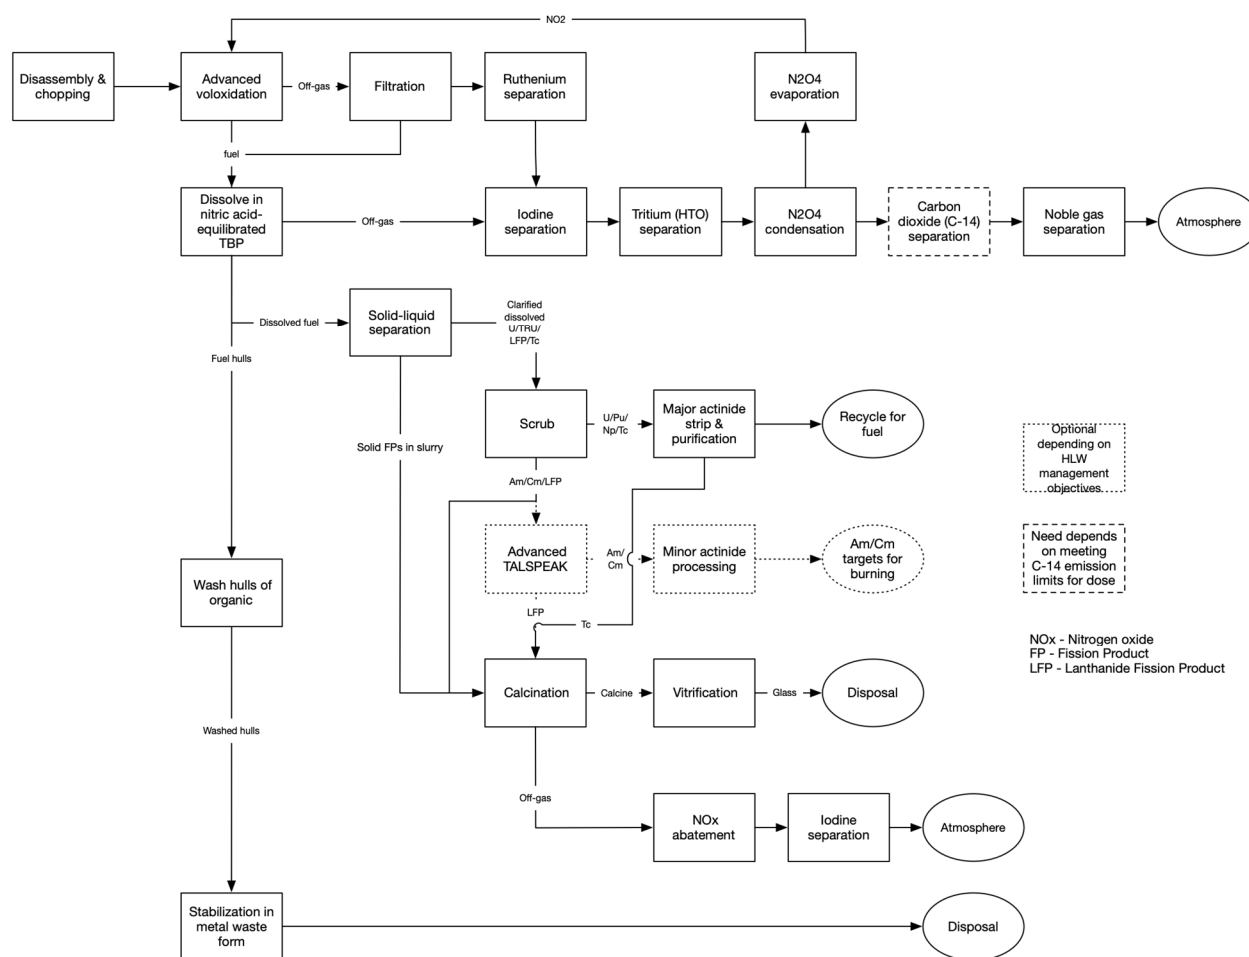 NO2
Disassembly &
chopping
Advanced
voloxidation
Off-gas
Filtration
Ruthenium
separation
N2O4
evaporation
fuel
Dissolve in
nitric acid-
equilibrated
TBP
Off-gas
Iodine
separation
Tritium (HTO)
separation
N2O4
condensation
Carbon
dioxide (C-14)
separation
Noble gas
separation
Atmosphere
Dissolved fuel
Solid-liquid
separation
Clarified
dissolved
U/TRU/
LFP/Tc
Fuel hulls
Solid FPs in slurry
Scrub
U/Pu/
Np/Tc
Major actinide
strip &
purification
Recycle for
fuel
Optional
depending on
HLW
management
objectives
Am/Cm/LFP
Advanced
TALSPEAK
Am/
Cm
Minor actinide
processing
Am/Cm
targets for
burning
Need depends
on meeting
C-14 emission
limits for dose
Wash hulls of
organic
LFP
Tc
NOx - Nitrogen oxide
FP - Fission Product
LFP - Lanthanide Fission Product
Calcination
Calcine
Vitrification
Glass
Disposal
Washed hulls
Off-gas
NOx
abatement
Iodine
separation
Atmosphere
Stabilization in
metal waste
form
Disposal